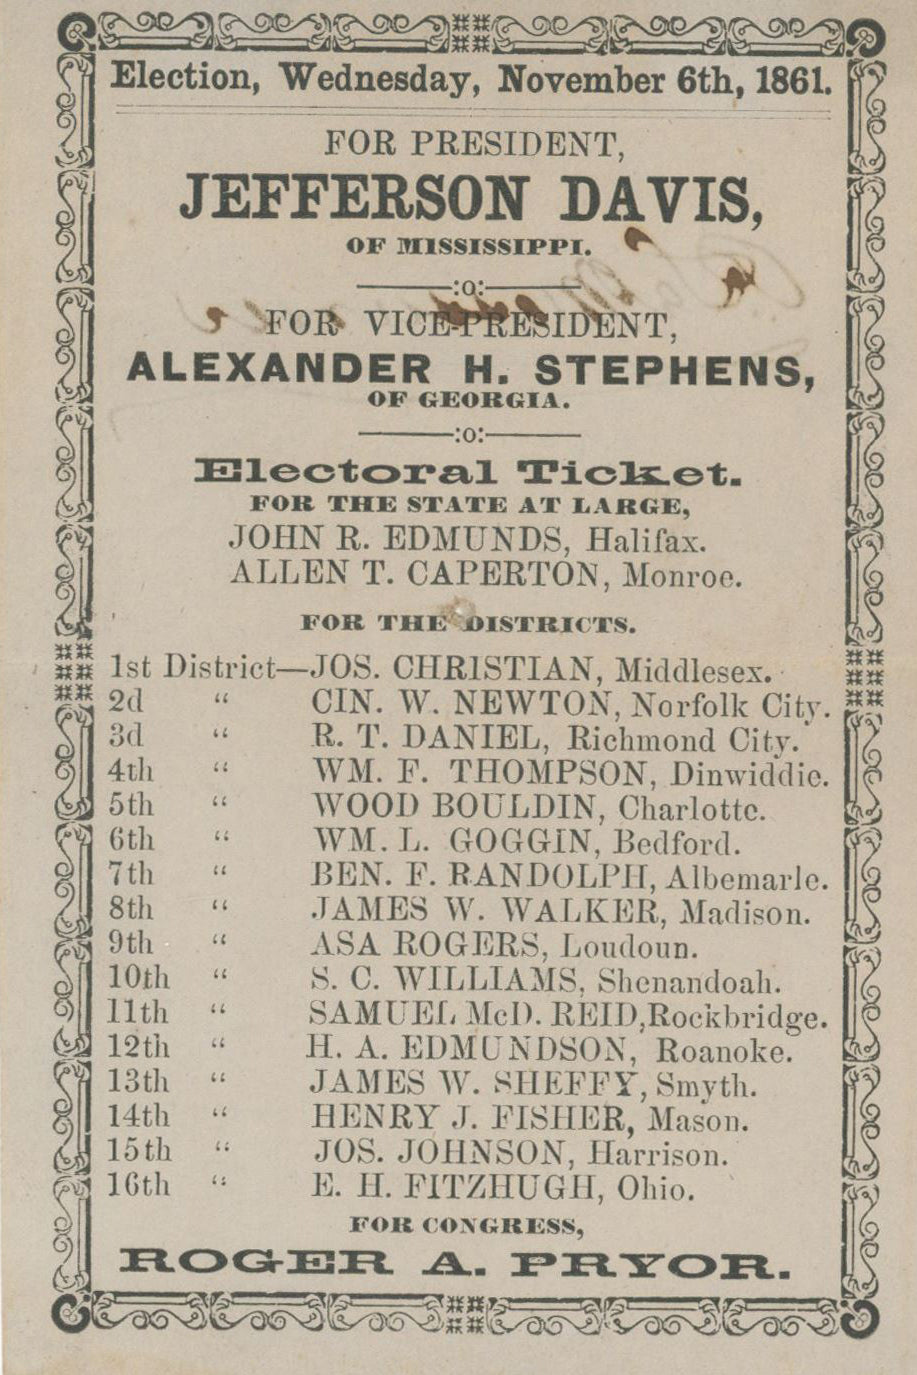 Election, Wednesday, November 6th, 1861.
FOR PRESIDENT,
JEFFERSON DAVIS,
OF MISSISSIPPI.
:o:
FOR VICE-PRESIDENT,
ALEXANDER H. STEPHENS,
OF GEORGIA.
:o:
Electoral Ticket.
FOR THE STATE AT LARGE,
JOHN R. EDMUNDS, Halifax.
ALLEN T. CAPERTON, Monroe.
FOR THE DISTRICTS.
1st District—JOS. CHRISTIAN, Middlesex.
2d “ CIN. W. NEWTON, Norfolk City.
3d “ R. T. DANIEL, Richmond City.
4th “ WM. F. THOMPSON, Dinwiddie.
5th “ WOOD BOULDIN, Charlotte.
6th “ WM. L. GOGGIN, Bedford.
7th “ BEN. F. RANDOLPH, Albemarle.
8th “ JAMES W. WALKER, Madison.
9th “ ASA ROGERS, Loudoun.
10th “ S. C. WILLIAMS, Shenandoah.
11th “ SAMUEL McD. REID, Rockbridge.
12th “ H. A. EDMUNDSON, Roanoke.
13th “ JAMES W. SHEFFY, Smyth.
14th “ HENRY J. FISHER, Mason.
15th “ JOS. JOHNSON, Harrison.
16th “ E. H. FITZHUGH, Ohio.
FOR CONGRESS,
ROGER A. PRYOR.